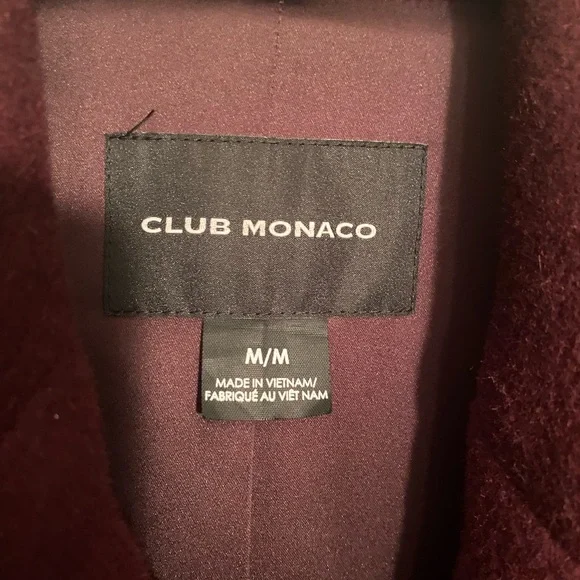 CLUB MONACO
M/M
MADE IN VIETNAM/
FABRIQUÉ AU VIÊT NAM